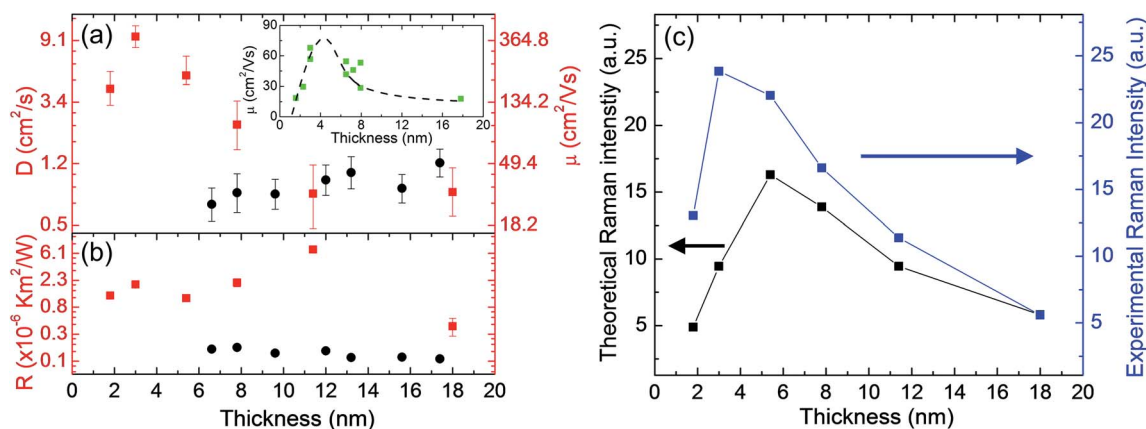 (a)
D (cm²/s)
9.1
3.4
1.2
0.5
364.8
134.2
49.4
18.2
μ (cm²/Vs)
μ (cm²/Vs)
90
60
30
0
0 4 8 12 16 20
Thickness (nm)
(b)
R (x10⁻⁶ Km²/W)
6.1
2.3
0.8
0.3
0.1
0 2 4 6 8 10 12 14 16 18 20
Thickness (nm)
(c)
Theoretical Raman intensity (a.u.)
25
20
15
10
5
25
20
15
10
5
Experimental Raman Intensity (a.u.)
0 2 4 6 8 10 12 14 16 18 20
Thickness (nm)